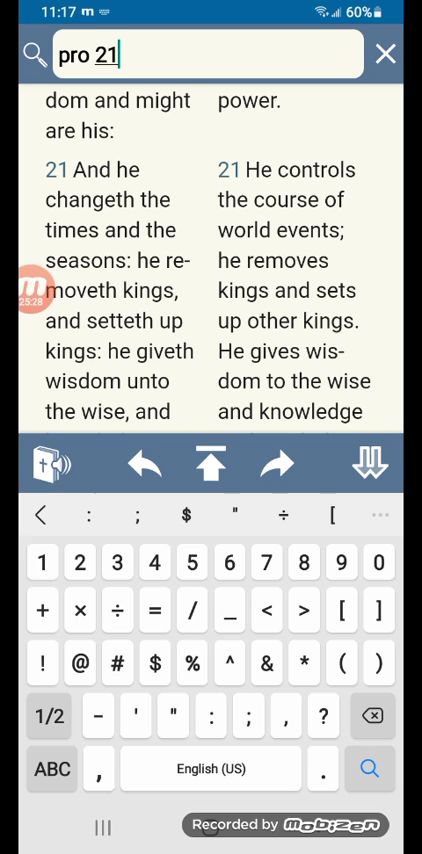 11:17 m
60%
pro 21
dom and might
are his:
21 And he
changeth the
times and the
seasons: he re-
moveth kings,
and setteth up
kings: he giveth
wisdom unto
the wise, and
power.
21 He controls
the course of
world events;
he removes
kings and sets
up other kings.
He gives wis-
dom to the wise
and knowledge
m
25:28
: ; $ " ÷ [ ...
1 2 3 4 5 6 7 8 9 0
+ × ÷ = / _ < > [ ]
! @ # $ % ^ & * ( )
1/2 - ' " : ; , ?
ABC , English (US) .
Recorded by mobizen